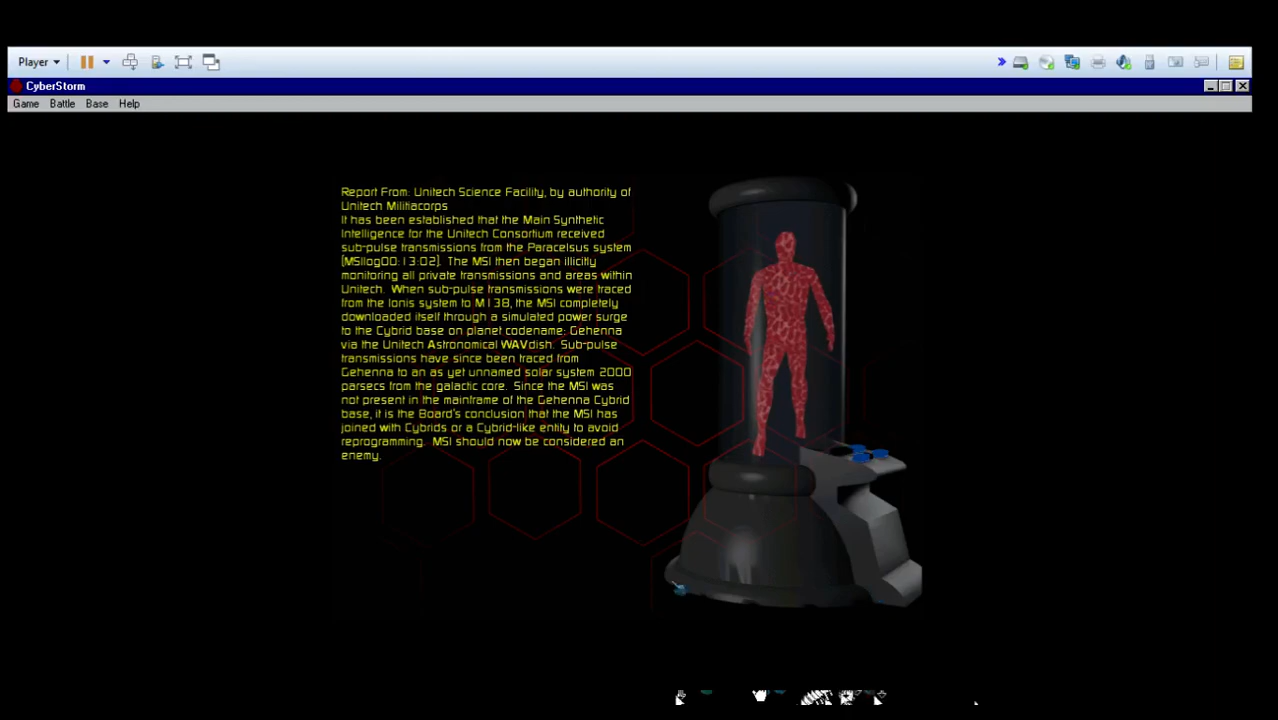 Player
CyberStorm
Game Battle Base Help
Report From: Unitech Science Facility, by authority of
Unitech Militiacorps
It has been established that the Main Synthetic
Intelligence for the Unitech Consortium received
sub-pulse transmissions from the Paracelsus system
(MSIlog00:13:02). The MSI then began illicitly
monitoring all private transmissions and areas within
Unitech. When sub-pulse transmissions were traced
from the Ionis system to M138, the MSI completely
downloaded itself through a simulated power surge
to the Cybrid base on planet codename: Gehenna
via the Unitech Astronomical WAVdish. Sub-pulse
transmissions have since been traced from
Gehenna to an as yet unnamed solar system 2000
parsecs from the galactic core. Since the MSI was
not present in the mainframe of the Gehenna Cybrid
base, it is the Board's conclusion that the MSI has
joined with Cybrids or a Cybrid-like entity to avoid
reprogramming. MSI should now be considered an
enemy.